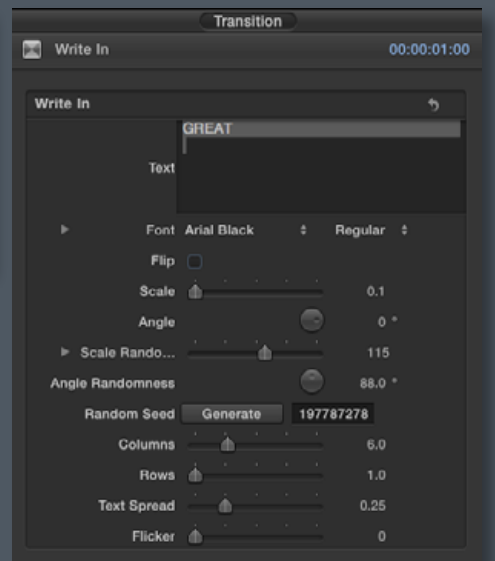 Transition
Write In 00:00:01:00
Write In
GREAT
Text
Font Arial Black Regular
Flip
Scale 0.1
Angle 0 °
Scale Rando... 115
Angle Randomness 88.0 °
Random Seed Generate 197787278
Columns 6.0
Rows 1.0
Text Spread 0.25
Flicker 0